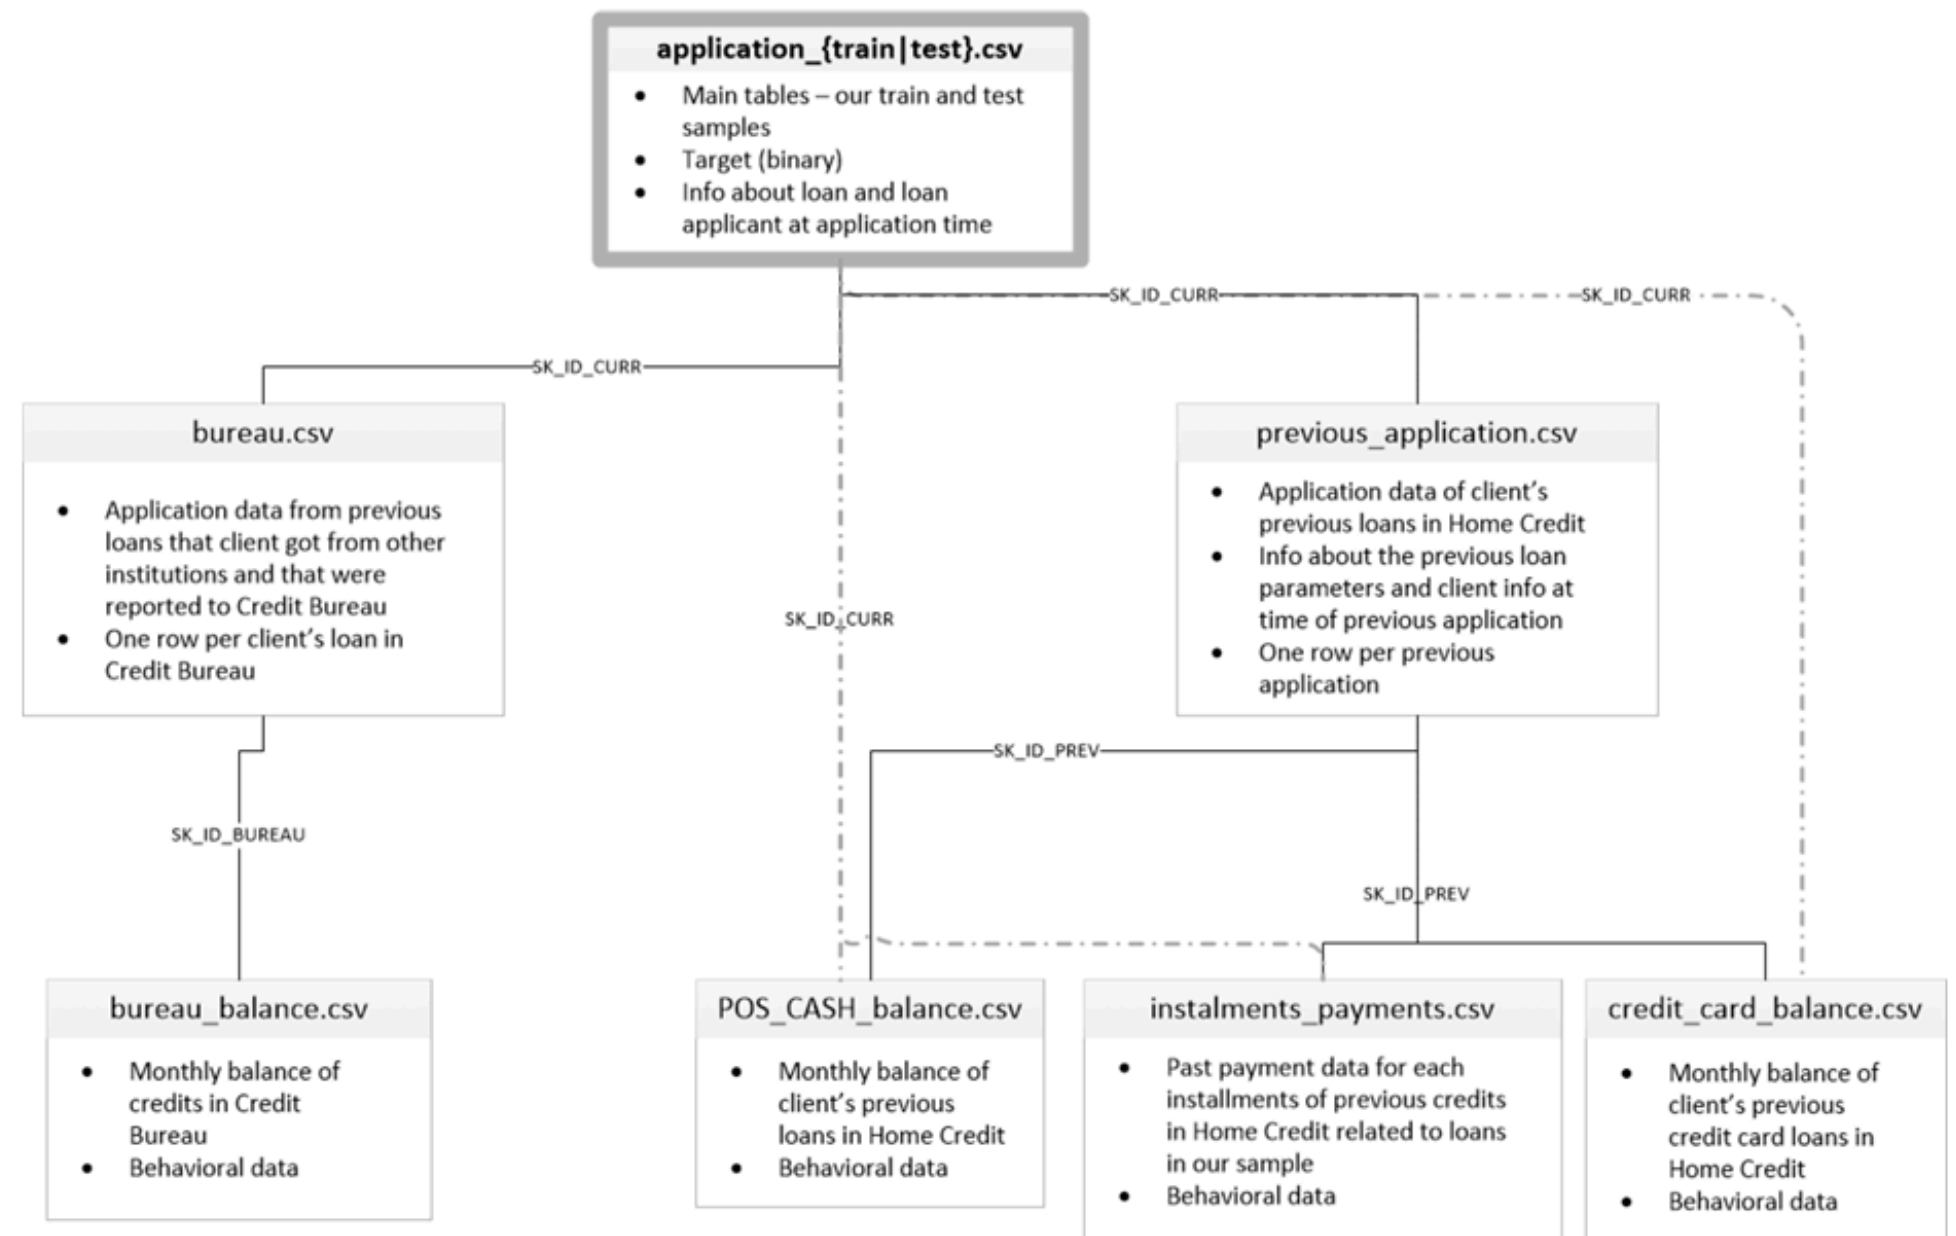 application_{train|test}.csv
• Main tables – our train and test
samples
• Target (binary)
• Info about loan and loan
applicant at application time
SK_ID_CURR
SK_ID_CURR
SK_ID_CURR
bureau.csv
• Application data from previous
loans that client got from other
institutions and that were
reported to Credit Bureau
• One row per client’s loan in
Credit Bureau
previous_application.csv
• Application data of client’s
previous loans in Home Credit
• Info about the previous loan
parameters and client info at
time of previous application
• One row per previous
application
SK_ID_CURR
SK_ID_PREV
SK_ID_BUREAU
SK_ID_PREV
bureau_balance.csv
• Monthly balance of
credits in Credit
Bureau
• Behavioral data
POS_CASH_balance.csv
• Monthly balance of
client’s previous
loans in Home Credit
• Behavioral data
instalments_payments.csv
• Past payment data for each
installments of previous credits
in Home Credit related to loans
in our sample
• Behavioral data
credit_card_balance.csv
• Monthly balance of
client’s previous
credit card loans in
Home Credit
• Behavioral data